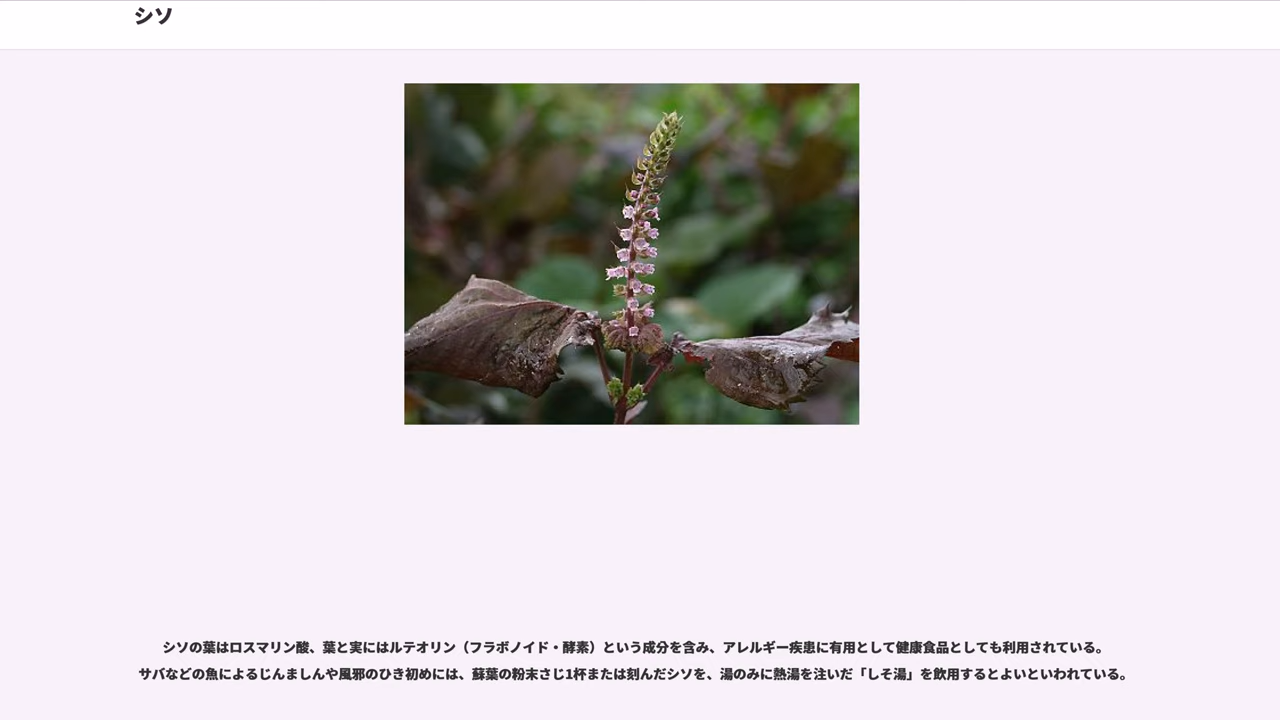 シソ
シソの葉はロスマリン酸、葉と実にはルテオリン（フラボノイド・酵素）という成分を含み、アレルギー疾患に有用として健康食品としても利用されている。
サバなどの魚によるじんましんや風邪のひき初めには、蘇葉の粉末さじ1杯または刻んだシソを、湯のみに熱湯を注いだ「しそ湯」を飲用するとよいといわれている。